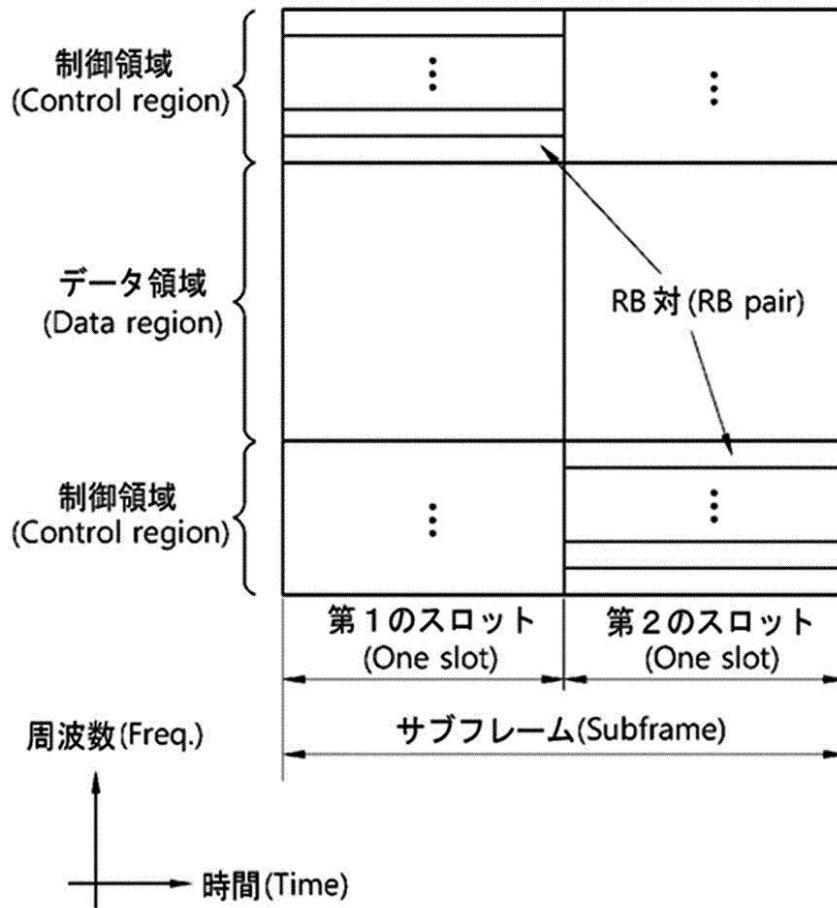 制御領域
(Control region)
データ領域
(Data region)
RB 対(RB pair)
制御領域
(Control region)
第１のスロット
(One slot)
第２のスロット
(One slot)
サブフレーム(Subframe)
周波数(Freq.)
時間(Time)